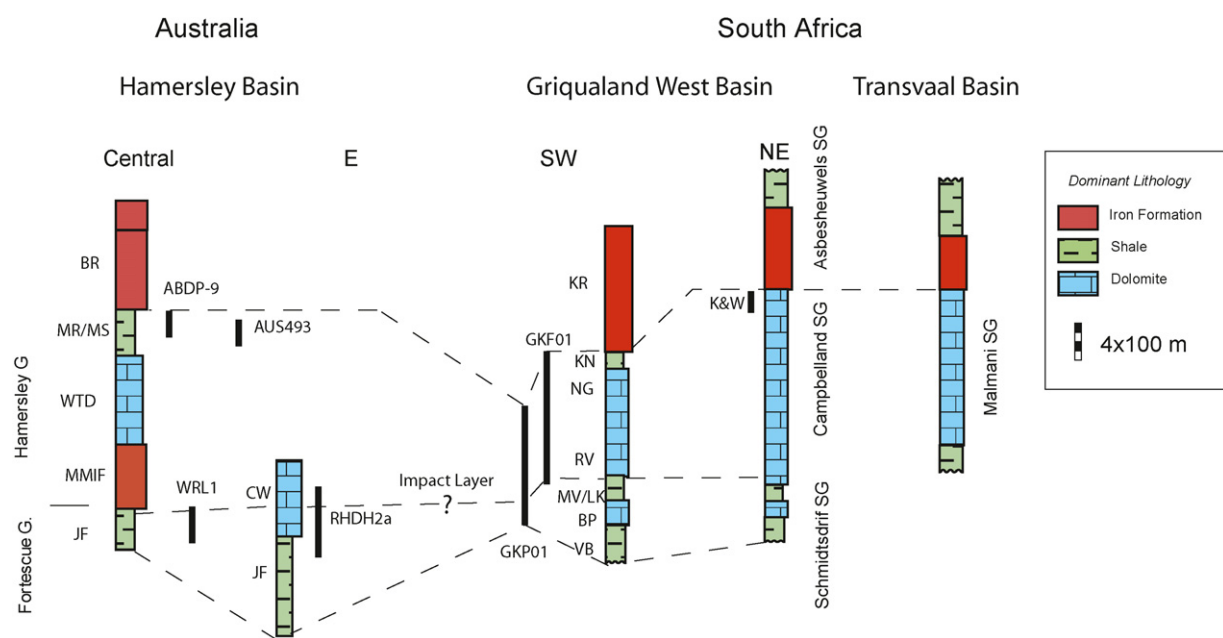 Australia
South Africa
Hamersley Basin
Griqualand West Basin
Transvaal Basin
Central
E
SW
NE
Asbesheuwels SG
Dominant Lithology
Iron Formation
Shale
Dolomite
4x100 m
BR
ABDP-9
MR/MS
AUS493
Hamersley G
WTD
MMIF
WRL1
CW
RHDH2a
Impact Layer
?
Fortescue G.
JF
JF
GKF01
GKP01
KR
K&W
KN
NG
RV
MV/LK
BP
VB
Campbelland SG
Schmidtsdrif SG
Malmani SG